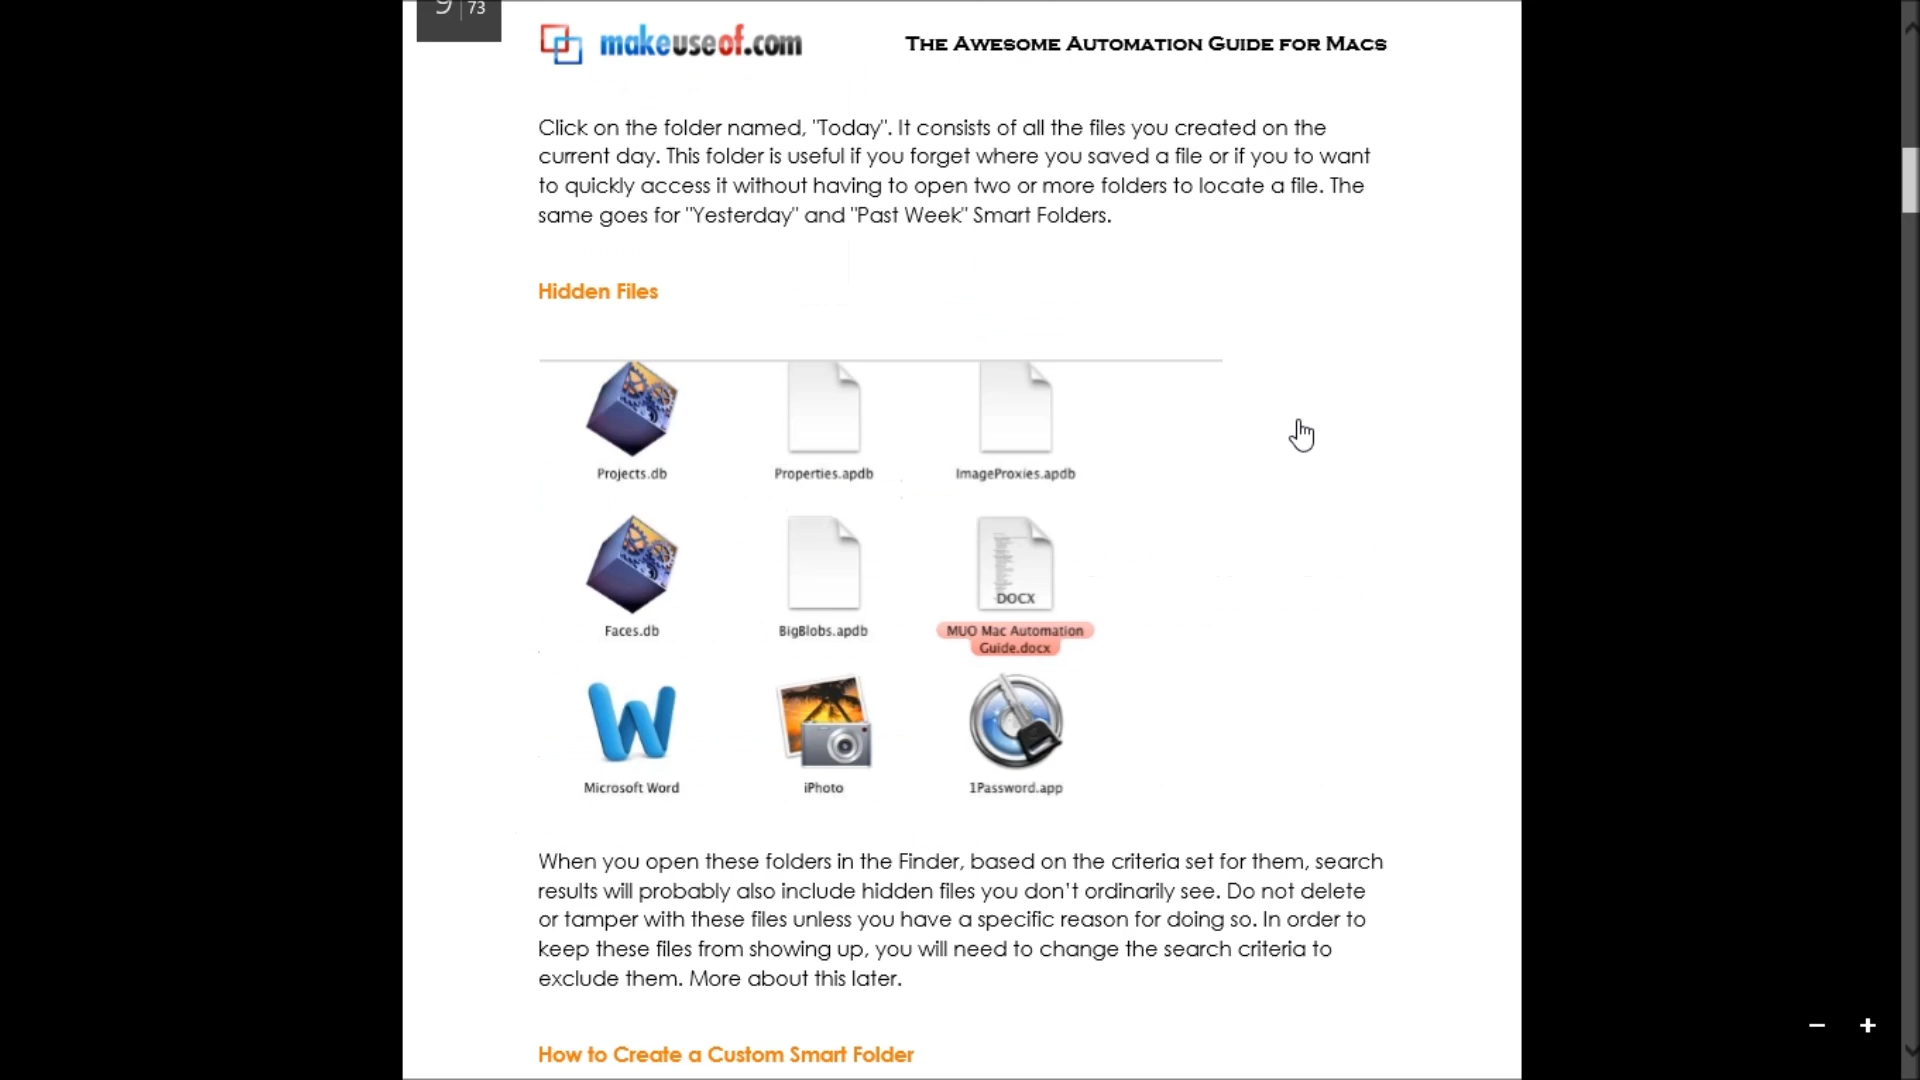 9 | 73
makeuseof.com
THE AWESOME AUTOMATION GUIDE FOR MACS
Click on the folder named, "Today". It consists of all the files you created on the
current day. This folder is useful if you forget where you saved a file or if you to want
to quickly access it without having to open two or more folders to locate a file. The
same goes for "Yesterday" and "Past Week" Smart Folders.
Hidden Files
Projects.db
Properties.apdb
ImageProxies.apdb
DOCX
Faces.db
BigBlobs.apdb
MUO Mac Automation
Guide.docx
Microsoft Word
iPhoto
1Password.app
When you open these folders in the Finder, based on the criteria set for them, search
results will probably also include hidden files you don't ordinarily see. Do not delete
or tamper with these files unless you have a specific reason for doing so. In order to
keep these files from showing up, you will need to change the search criteria to
exclude them. More about this later.
How to Create a Custom Smart Folder